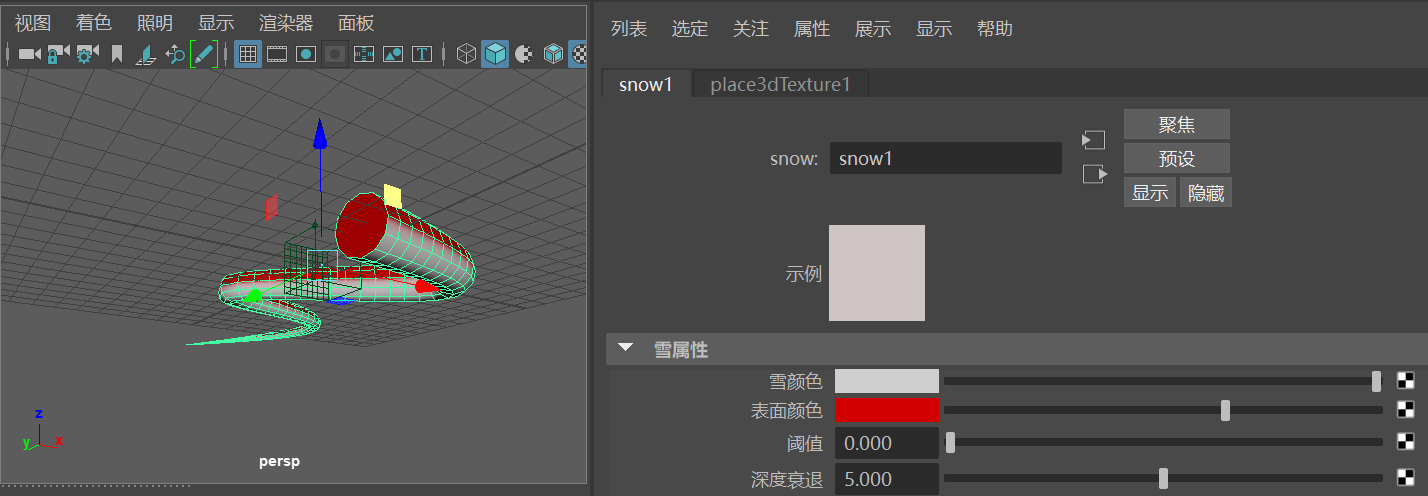 视图 着色 照明 显示 渲染器 面板
z
y x
persp
列表 选定 关注 属性 展示 显示 帮助
snow1 place3dTexture1
聚焦
snow: snow1
预设
显示 隐藏
示例
雪属性
雪颜色
表面颜色
阈值 0.000
深度衰退 5.000